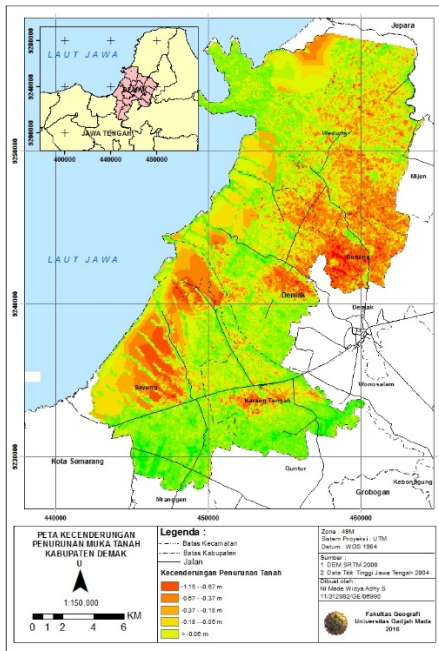 Jepara
LAUT JAWA
DEMAK
JAWA TENGAH
9280000
9240000
9200000
400000 440000 480000
Wedung
9250000
Mijen
LAUT JAWA
Bonang
Demak
Demak
9240000
Wonosalam
Sayung
Karang Tengah
9230000
Kota Semarang
Guntur
Kebonagung
Mranggen
Grobogan
440000 450000 460000
PETA KECENDERUNGAN
PENURUNAN MUKA TANAH
KABUPATEN DEMAK
U
1:150,000
0 2 4 6
KM
Legenda :
Batas Kecamatan
Batas Kabupaten
Jalan
Kecenderungan Penurunan Tanah
-1.15 - -0.67 m
-0.67 - -0.37 m
-0.37 - -0.18 m
-0.18 - -0.06 m
> -0.06 m
Zona : 49M
Sistem Proyeksi : UTM
Datum : WGS 1984
Sumber :
1. DEM SRTM 2008
2. Data Titik Tinggi Jawa Tengah 2004
Dibuat oleh :
Ni Made Widya Adhy S
11/312982/GE/06990
Fakultas Geografi
Universitas Gadjah Mada
2016